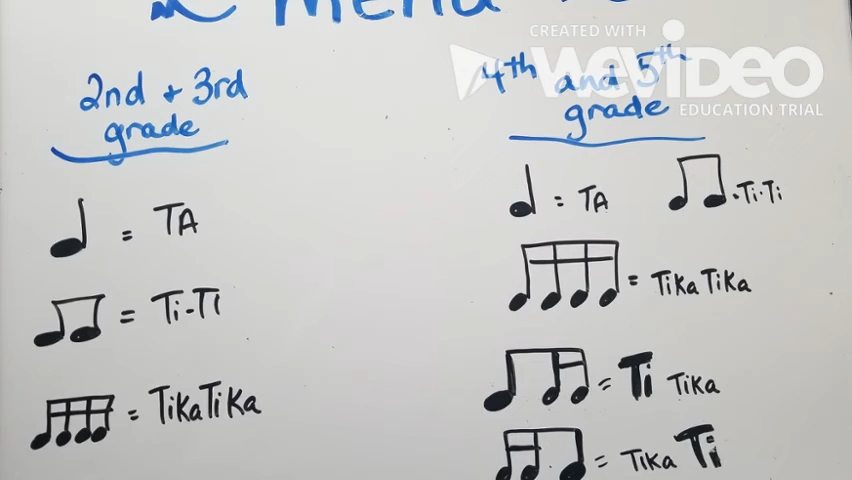 Menu
2nd + 3rd
grade
= TA
= Ti-Ti
= TiKaTiKa
4th and 5th
grade
= TA
Ti-Ti
= TiKaTiKa
= Ti TiKa
= TiKa Ti
CREATED WITH
WEVIDEO
EDUCATION TRIAL